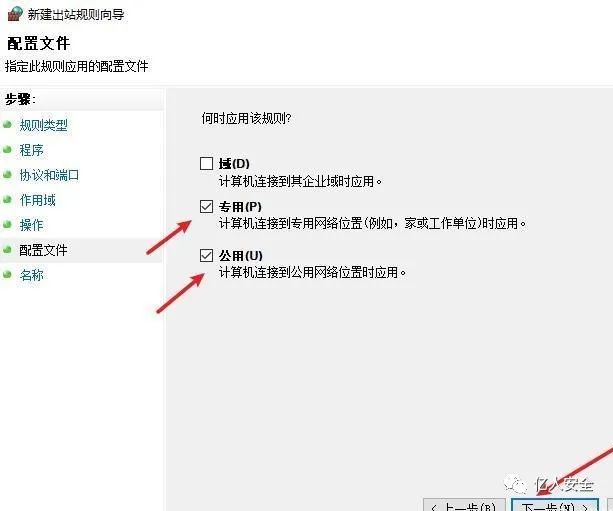 新建出站规则向导
配置文件
指定此规则应用的配置文件
步骤:
规则类型
程序
协议和端口
作用域
操作
配置文件
名称
何时应用该规则?
域(D)
计算机连接到其企业域时应用。
专用(P)
计算机连接到专用网络位置(例如，家或工作单位)时应用。
公用(U)
计算机连接到公用网络位置时应用。
亿人安全
< 上一步(B)
下一步(N) >